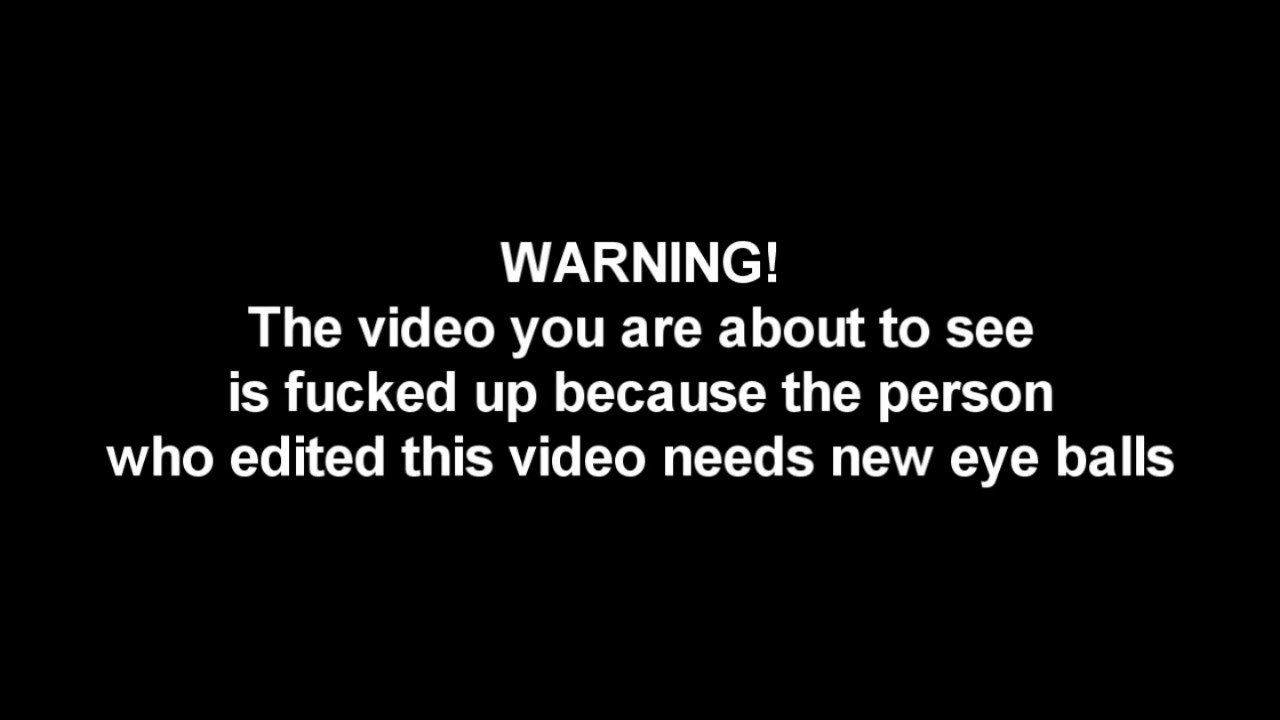 WARNING!
The video you are about to see
is fucked up because the person
who edited this video needs new eye balls